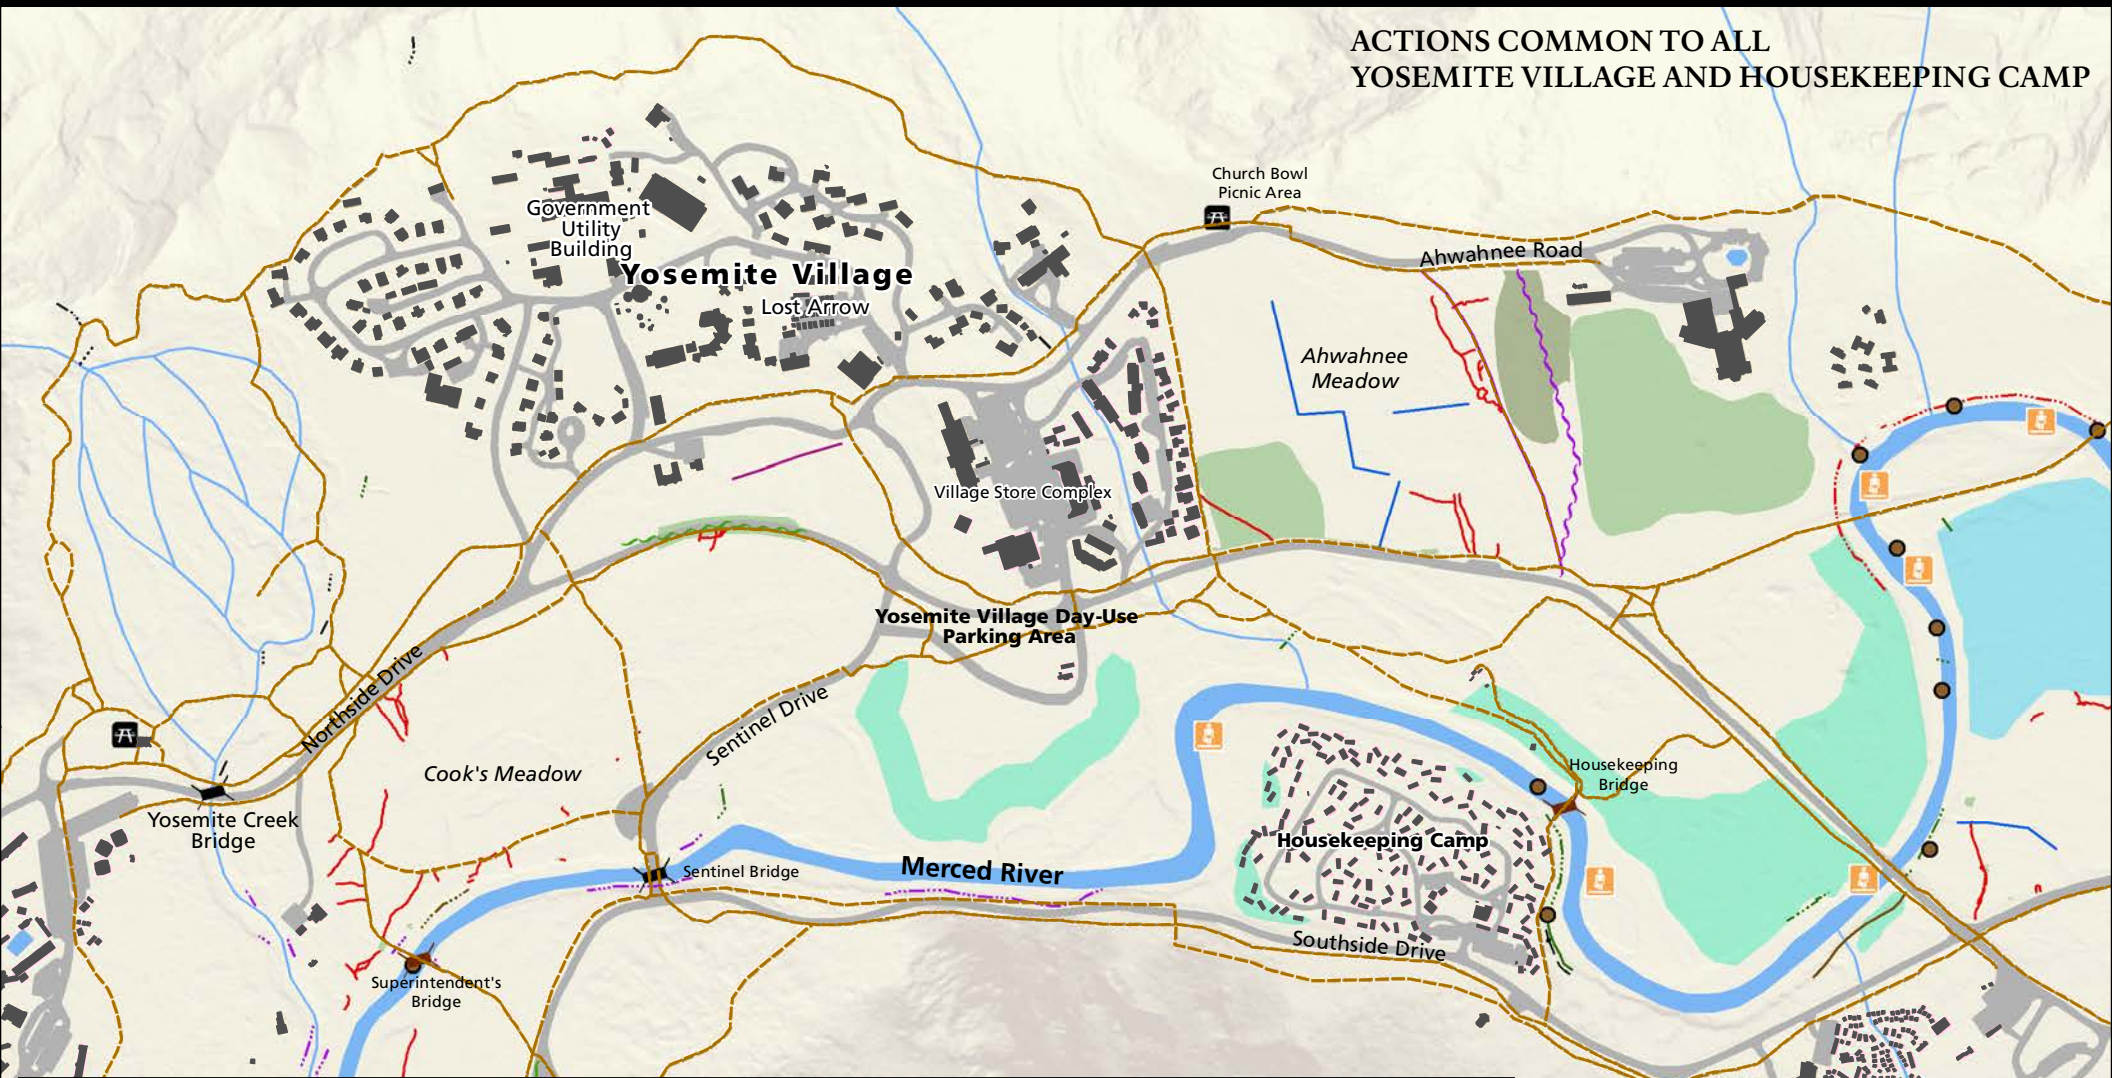 ACTIONS COMMON TO ALL
YOSEMITE VILLAGE AND HOUSEKEEPING CAMP
Church Bowl
Picnic Area
Government
Utility
Building
Yosemite Village
Lost Arrow
Ahwahnee Road
Ahwahnee
Meadow
Village Store Complex
Yosemite Village Day-Use
Parking Area
Northside Drive
Sentinel Drive
Cook's Meadow
Housekeeping
Bridge
Yosemite Creek
Bridge
Housekeeping Camp
Sentinel Bridge
Merced River
Southside Drive
Superintendent's
Bridge